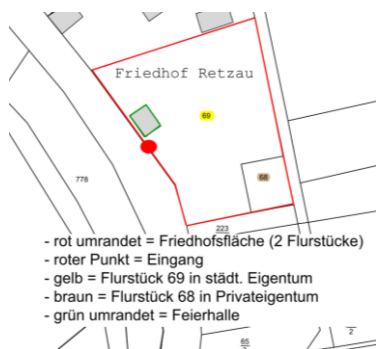 Friedhof Retzau
69
68
778
223
- rot umrandet = Friedhofsfläche (2 Flurstücke)
- roter Punkt = Eingang
- gelb = Flurstück 69 in städt. Eigentum
- braun = Flurstück 68 in Privateigentum
- grün umrandet = Feierhalle
65
2